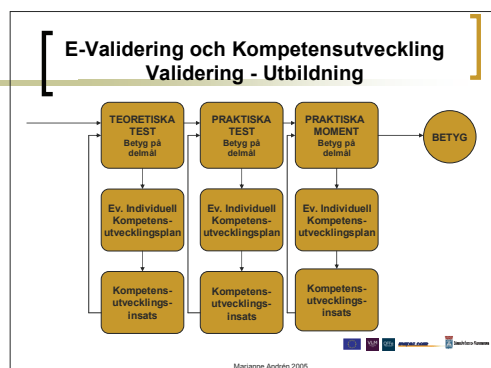 E-Validering och Kompetensutveckling
Validering - Utbildning
TEORETISKA
TEST
Betyg på
delmål
PRAKTISKA
TEST
Betyg på
delmål
PRAKTISKA
MOMENT
Betyg på
delmål
BETYG
Ev. Individuell
Kompetens-
utvecklingsplan
Ev. Individuell
Kompetens-
utvecklingsplan
Ev. Individuell
Kompetens-
utvecklingsplan
Kompetens-
utvecklings-
insats
Kompetens-
utvecklings-
insats
Kompetens-
utvecklings-
insats
Marianne Andrén 2005